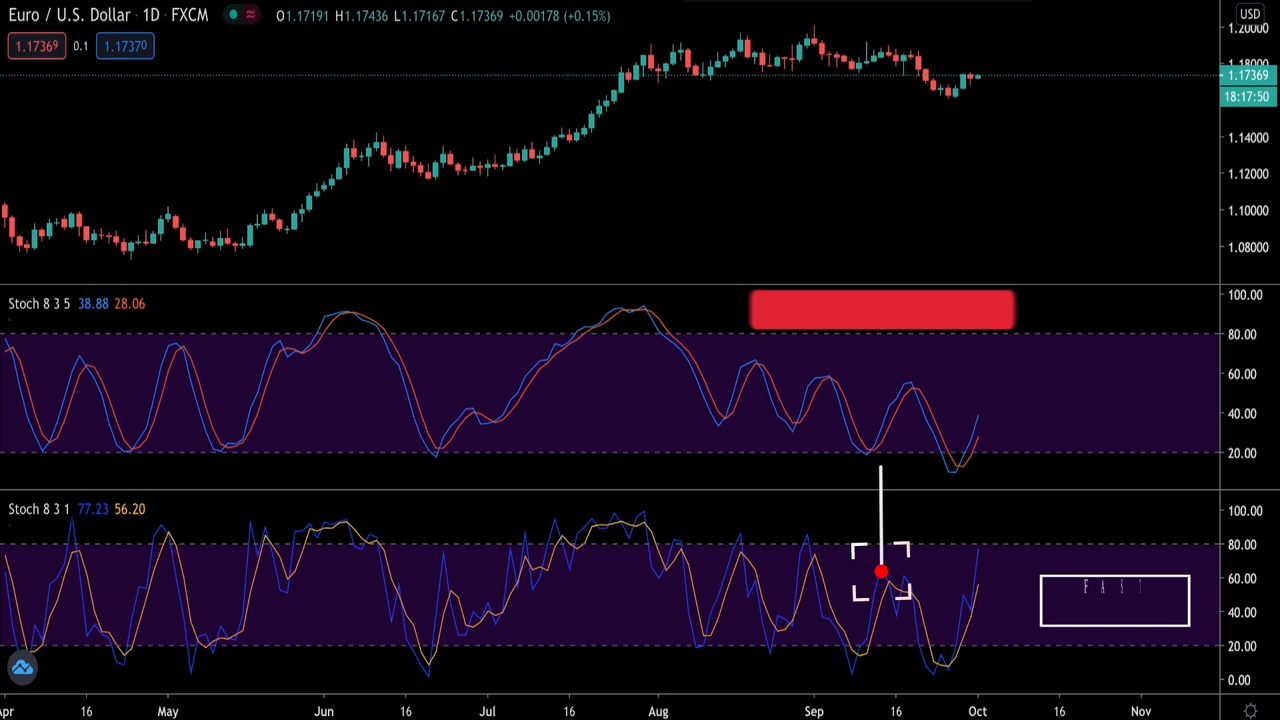 Euro / U.S. Dollar · 1D · FXCM O1.17191 H1.17436 L1.17167 C1.17369 +0.00178 (+0.15%)
USD
1.17369 0.1 1.17370
1.20000
1.18000
1.17369
18:17:50
1.14000
1.12000
1.10000
1.08000
Stoch 8 3 5 38.88 28.06
100.00
80.00
60.00
40.00
20.00
Stoch 8 3 1 77.23 56.20
100.00
80.00
60.00
F A S T
40.00
20.00
0.00
Apr 16 May Jun 16 Jul 16 Aug Sep 16 Oct 16 Nov